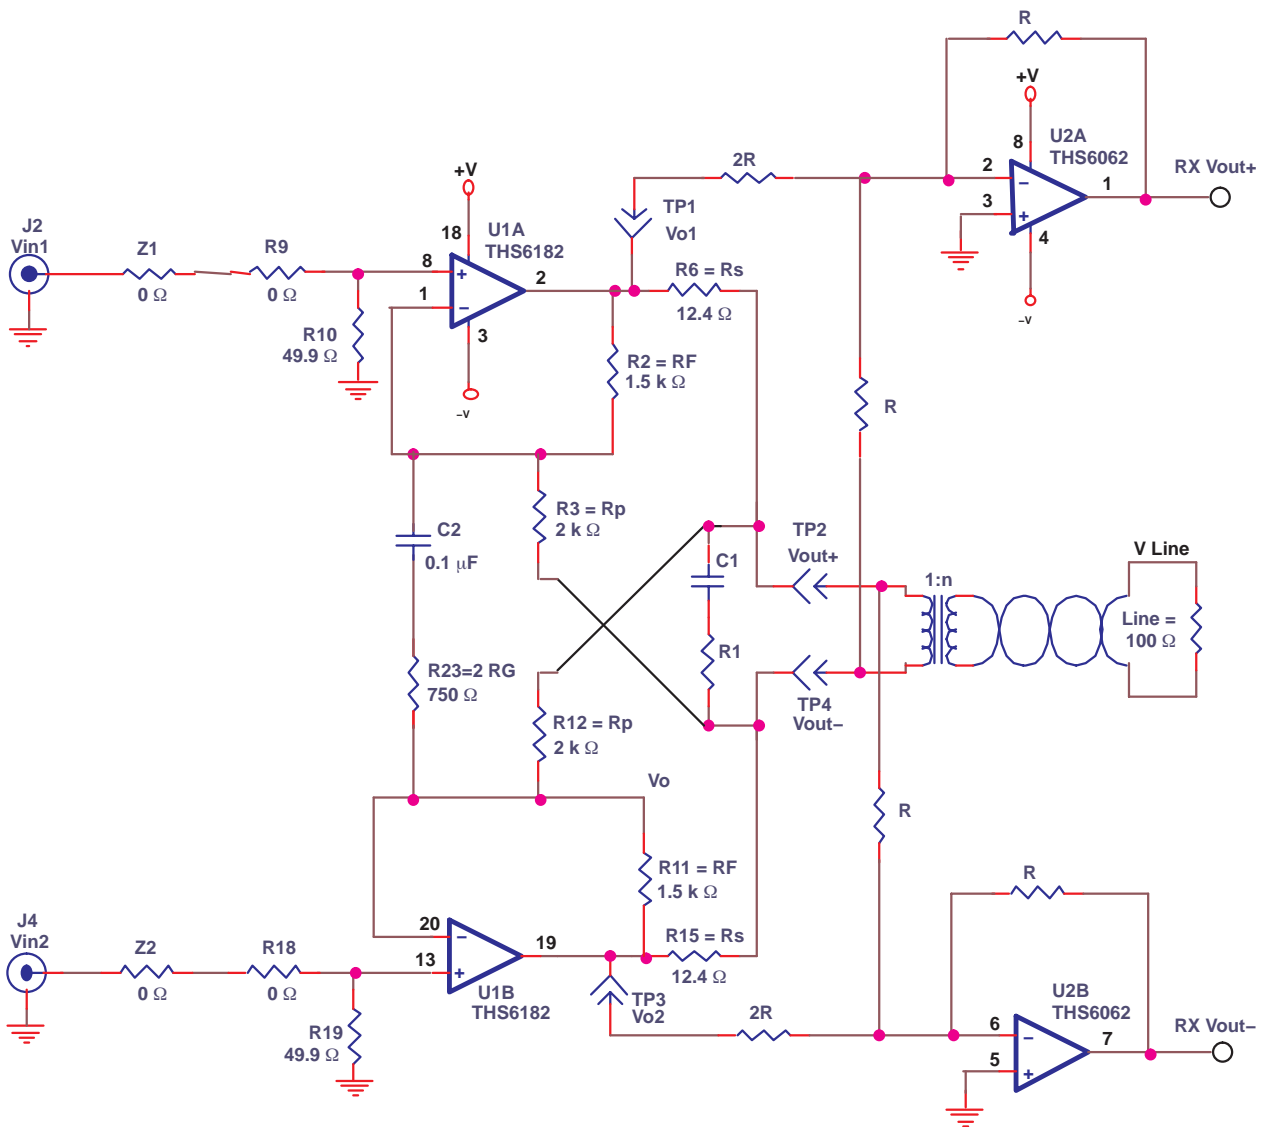 R
+V
8
U2A
THS6062
2
−
3
+
1
4
−V
RX Vout+
2R
TP1
Vo1
+V
18
U1A
THS6182
J2
Vin1
Z1
0 Ω
R9
0 Ω
8
+
1
−
2
3
−V
R6 = Rs
12.4 Ω
R10
49.9 Ω
R2 = RF
1.5 k Ω
R
C2
0.1 μF
R3 = Rp
2 k Ω
C1
TP2
Vout+
1:n
V Line
Line =
100 Ω
R1
R23=2 RG
750 Ω
R12 = Rp
2 k Ω
TP4
Vout−
Vo
R
R11 = RF
1.5 k Ω
R
J4
Vin2
Z2
0 Ω
R18
0 Ω
20
−
13
+
19
U1B
THS6182
R15 = Rs
12.4 Ω
TP3
Vo2
2R
R19
49.9 Ω
U2B
THS6062
6
−
5
+
7
RX Vout−